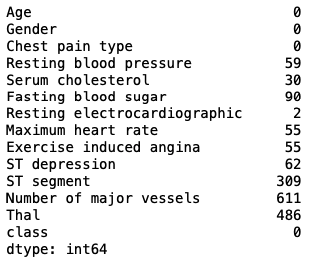 Age 0
Gender 0
Chest pain type 0
Resting blood pressure 59
Serum cholesterol 30
Fasting blood sugar 90
Resting electrocardiographic 2
Maximum heart rate 55
Exercise induced angina 55
ST depression 62
ST segment 309
Number of major vessels 611
Thal 486
class 0
dtype: int64